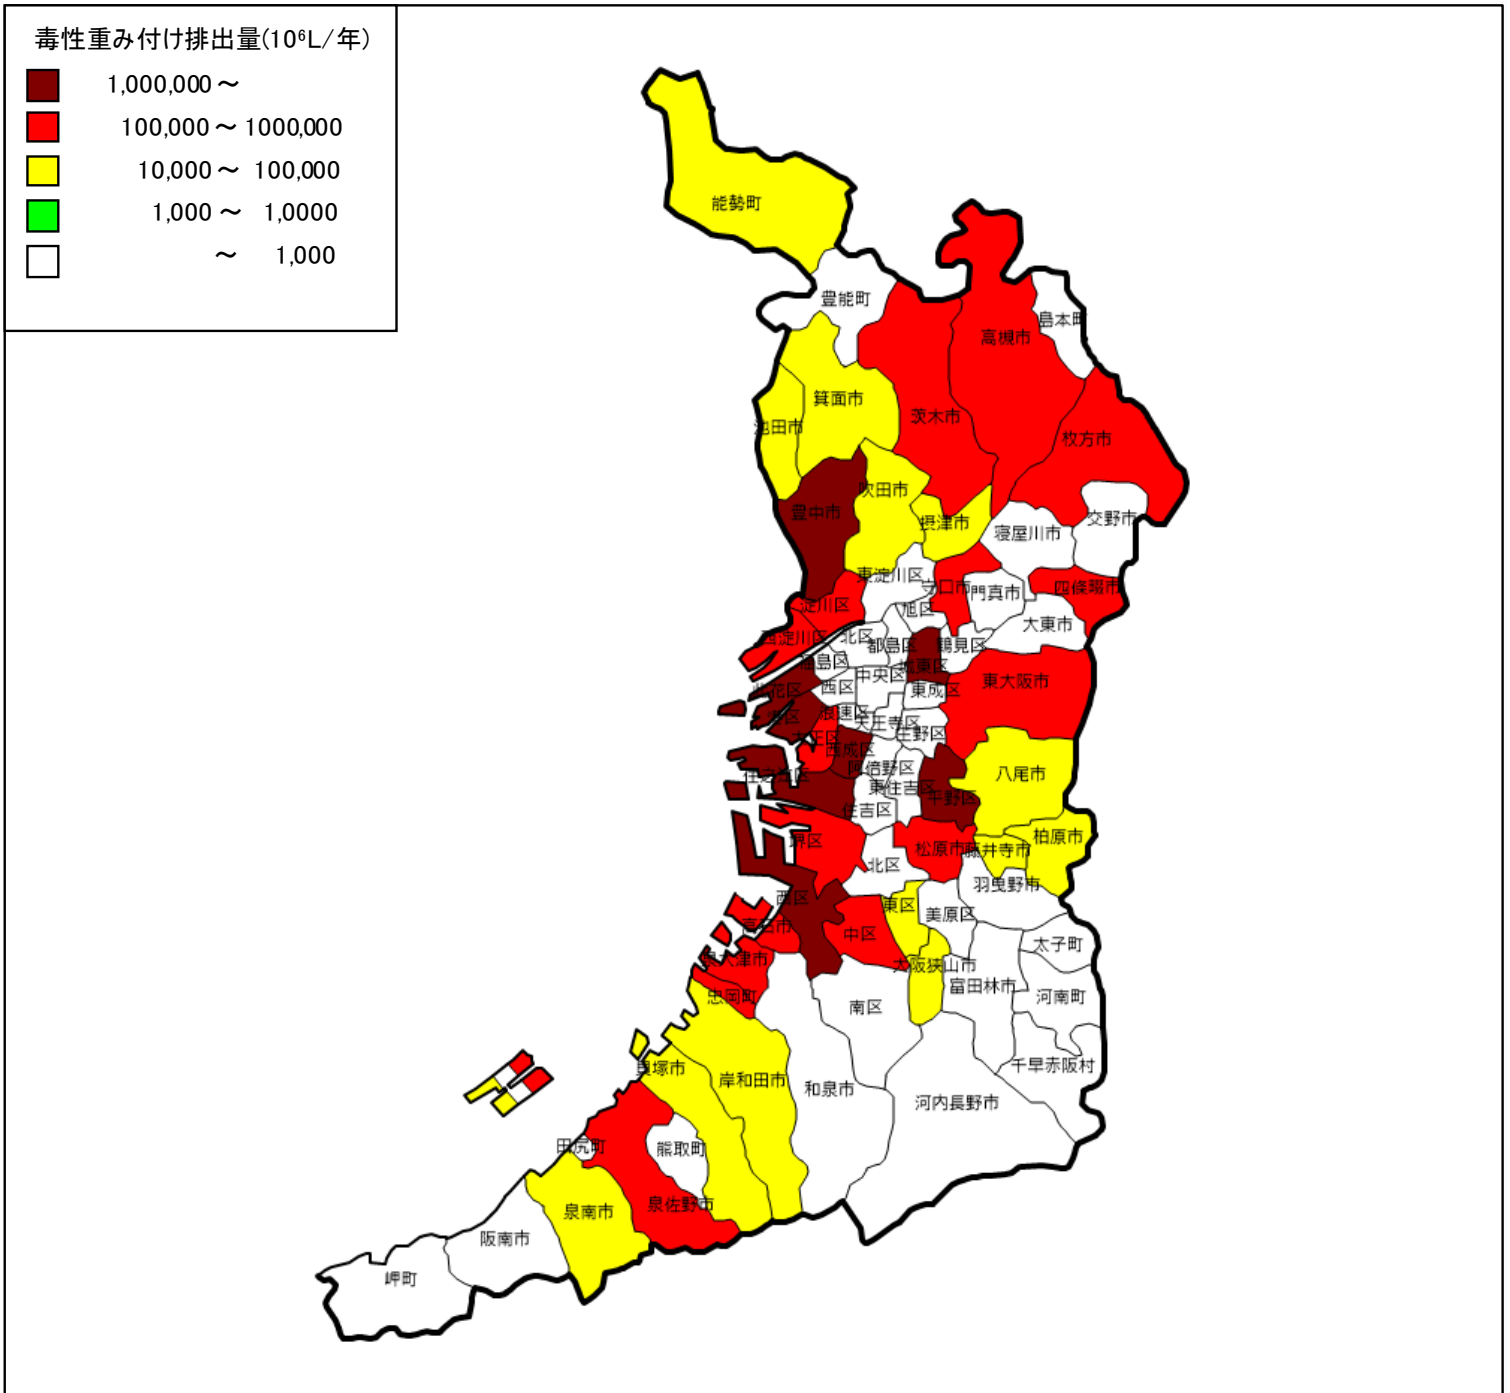 毒性重み付け排出量(10⁶L/年)
1,000,000～
100,000～1000,000
10,000～ 100,000
1,000～ 1,0000
～ 1,000
能勢町
豊能町
島本町
高槻市
箕面市
茨木市
池田市
枚方市
吹田市
豊中市
摂津市
交野市
寝屋川市
東淀川区
守口市
門真市
四條畷市
淀川区
旭区
大東市
西淀川区
北区
都島区
鶴見区
福島区
城東区
中央区
東大阪市
此花区
西区
東成区
港区
浪速区
天王寺区
生野区
大正区
西成区
阿倍野区
八尾市
住之江区
東住吉区
平野区
住吉区
柏原市
堺区
松原市
藤井寺市
北区
羽曳野市
西区
東区
美原区
高石市
中区
太子町
泉大津市
大阪狭山市
富田林市
忠岡町
南区
河南町
貝塚市
岸和田市
和泉市
千早赤阪村
河内長野市
田尻町
熊取町
泉佐野市
泉南市
阪南市
岬町